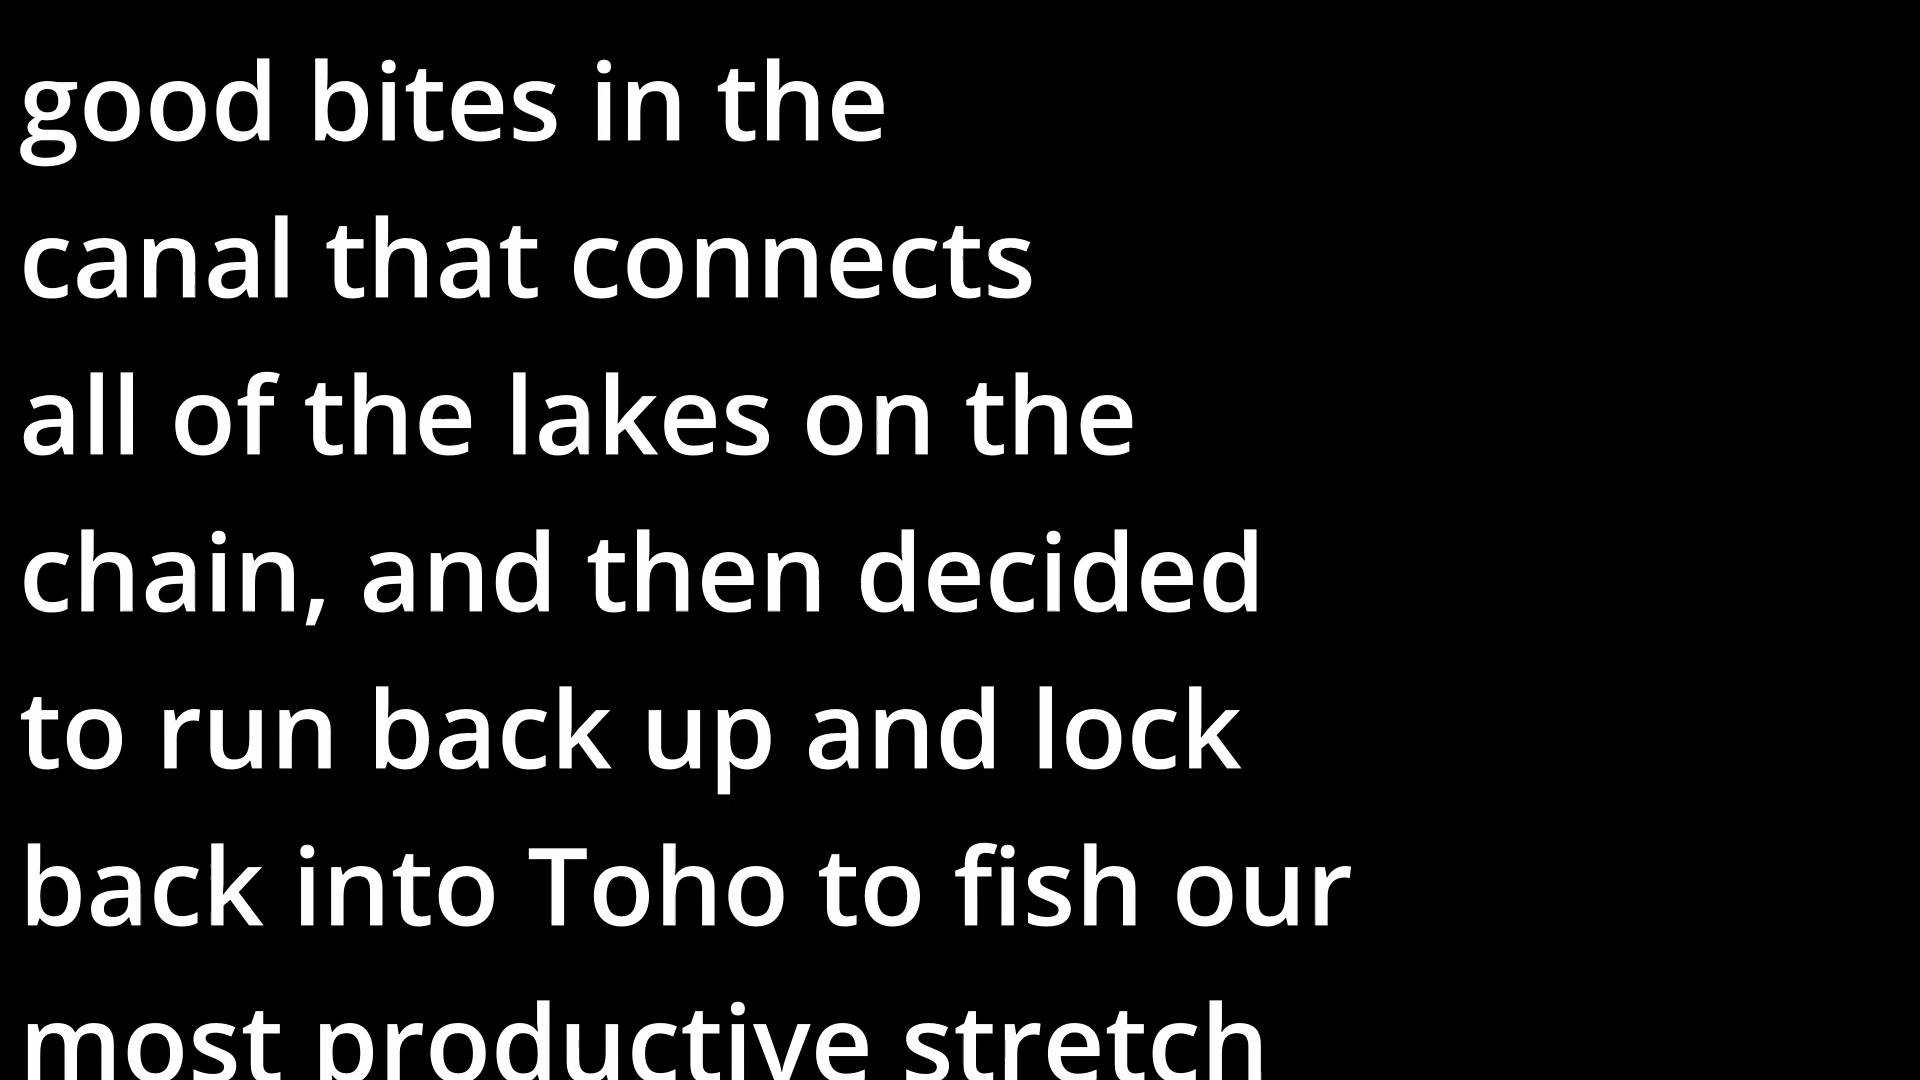 good bites in the
canal that connects
all of the lakes on the
chain, and then decided
to run back up and lock
back into Toho to fish our
most productive stretch